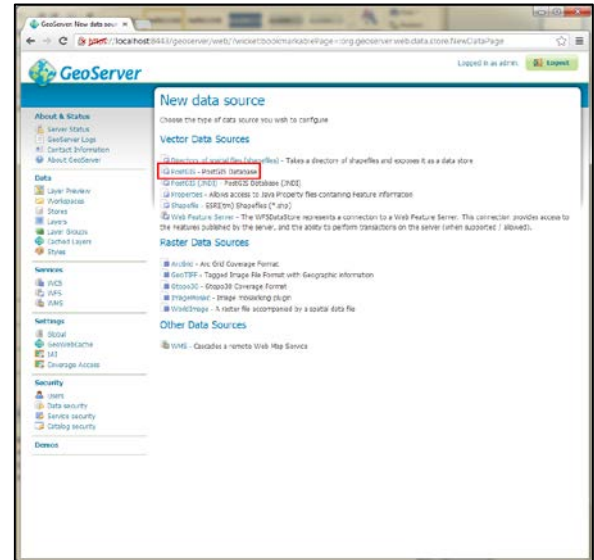 GeoServer: New data sour
https://localhost:8443/geoserver/web/?wicket:bookmarkablePage=:org.geoserver.web.data.store.NewDataPage
GeoServer
Logged in as admin.
Logout
About & Status
Server Status
GeoServer Logs
Contact Information
About GeoServer
Data
Layer Preview
Workspaces
Stores
Layers
Layer Groups
Cached Layers
Styles
Services
WCS
WFS
WMS
Settings
Global
GeoWebCache
JAI
Coverage Access
Security
Users
Data security
Service security
Catalog security
Demos
New data source
Choose the type of data source you wish to configure
Vector Data Sources
Directory of spatial files (shapefiles) - Takes a directory of shapefiles and exposes it as a data store
PostGIS - PostGIS Database
PostGIS (JNDI) - PostGIS Database (JNDI)
Properties - Allows access to Java Property files containing Feature information
Shapefile - ESRI(tm) Shapefiles (*.shp)
Web Feature Server - The WFSDataStore represents a connection to a Web Feature Server. This connection provides access to
the Features published by the server, and the ability to perform transactions on the server (when supported / allowed).
Raster Data Sources
ArcGrid - Arc Grid Coverage Format
GeoTIFF - Tagged Image File Format with Geographic information
Gtopo30 - Gtopo30 Coverage Format
ImageMosaic - Image mosaicking plugin
WorldImage - A raster file accompanied by a spatial data file
Other Data Sources
WMS - Cascades a remote Web Map Service